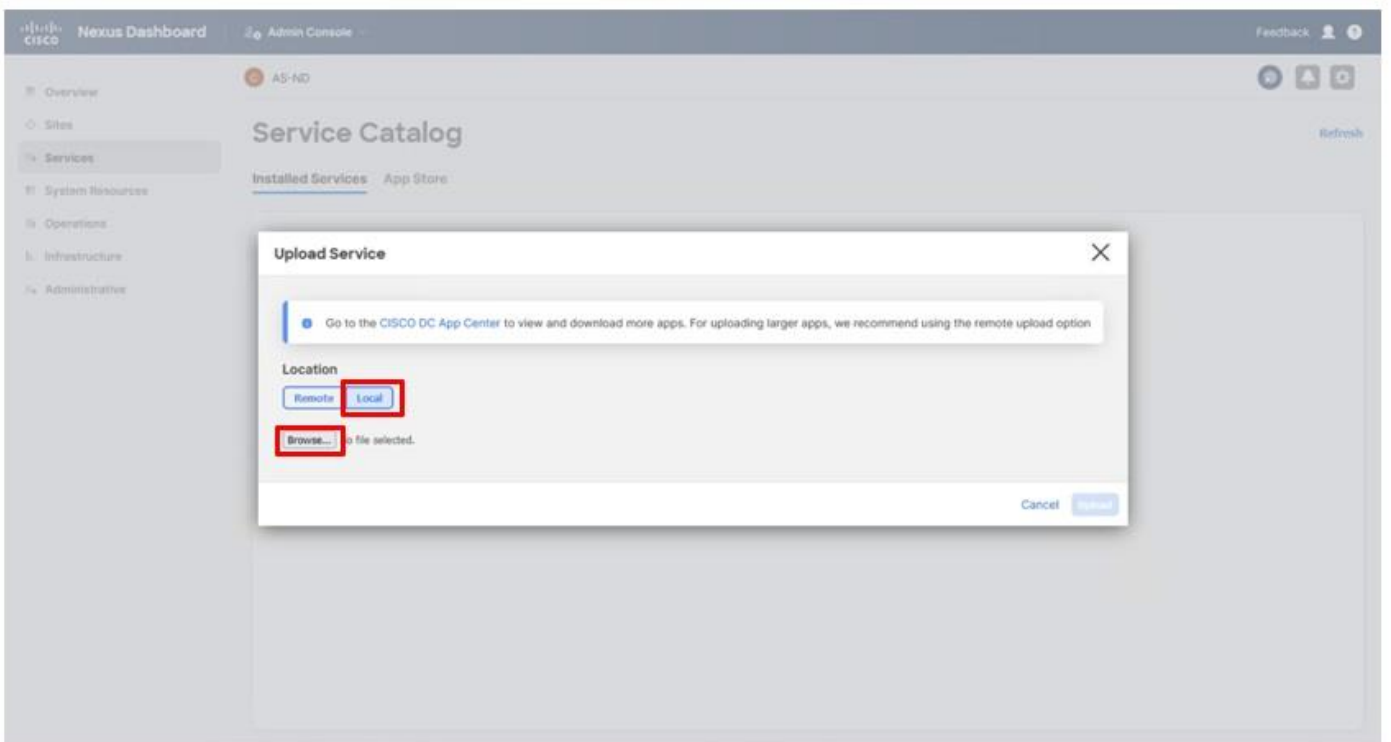 cisco Nexus Dashboard Admin Console Feedback
AS-ND
Overview
Sites
Service Catalog Refresh
Services
Installed Services App Store
System Resources
Operations
Infrastructure
Administrative
Upload Service
Go to the CISCO DC App Center to view and download more apps. For uploading larger apps, we recommend using the remote upload option
Location
Remote Local
Browse... o file selected.
Cancel Upload